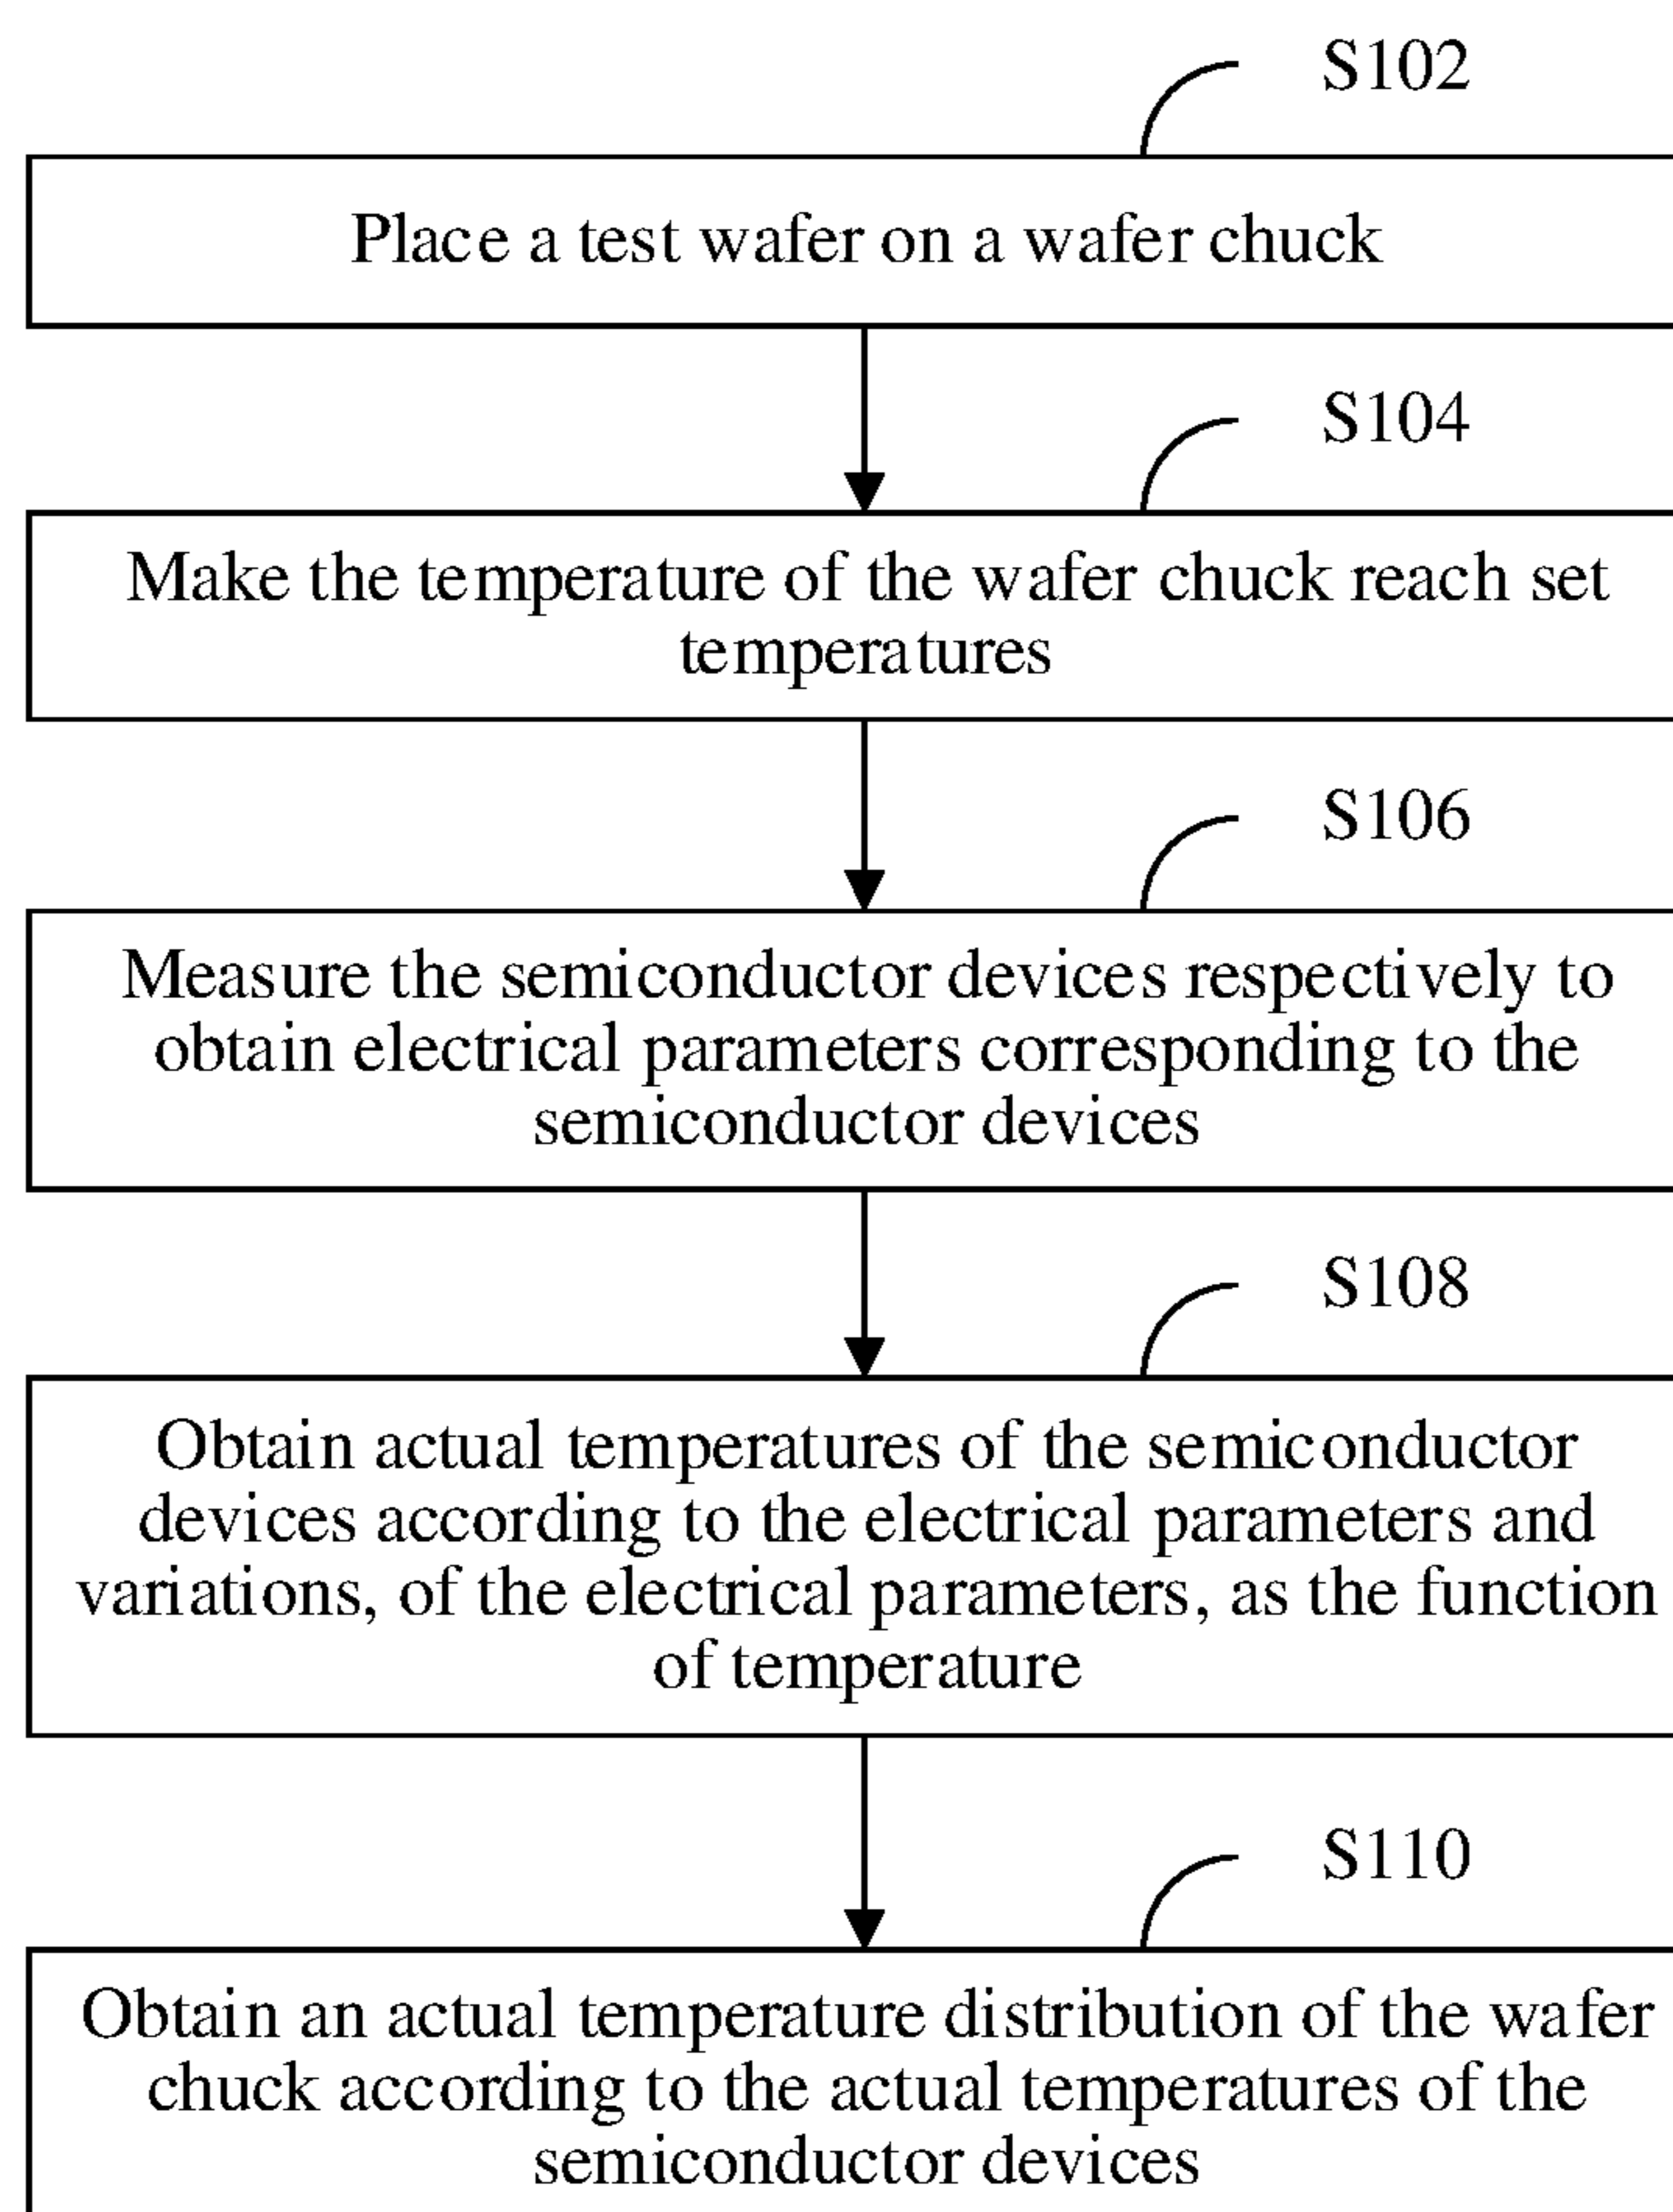 S102
Place a test wafer on a wafer chuck
S104
Make the temperature of the wafer chuck reach set
temperatures
S106
Measure the semiconductor devices respectively to
obtain electrical parameters corresponding to the
semiconductor devices
S108
Obtain actual temperatures of the semiconductor
devices according to the electrical parameters and
variations, of the electrical parameters, as the function
of temperature
S110
Obtain an actual temperature distribution of the wafer
chuck according to the actual temperatures of the
semiconductor devices